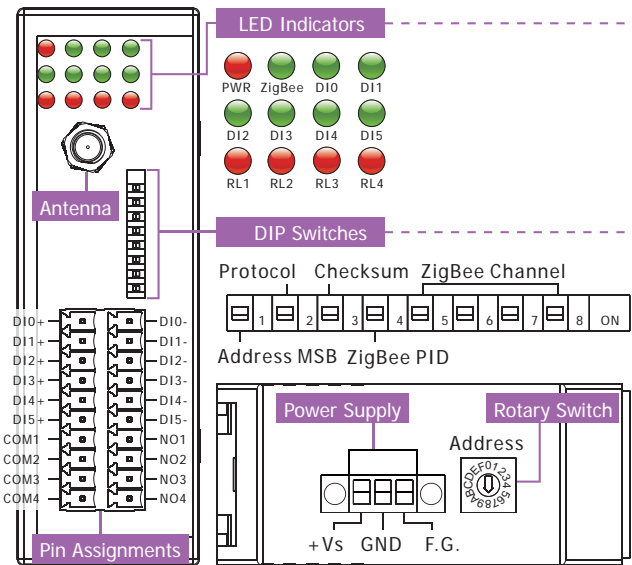 LED Indicators
PWR ZigBee DI0 DI1
DI2 DI3 DI4 DI5
RL1 RL2 RL3 RL4
Antenna
DIP Switches
Protocol Checksum ZigBee Channel
1 2 3 4 5 6 7 8 ON
Address MSB ZigBee PID
DI0+ DI0-
DI1+ DI1-
DI2+ DI2-
DI3+ DI3-
DI4+ DI4-
DI5+ DI5-
COM1 NO1
COM2 NO2
COM3 NO3
COM4 NO4
Pin Assignments
Power Supply
Rotary Switch
Address
0123456789ABCDEF
+Vs GND F.G.